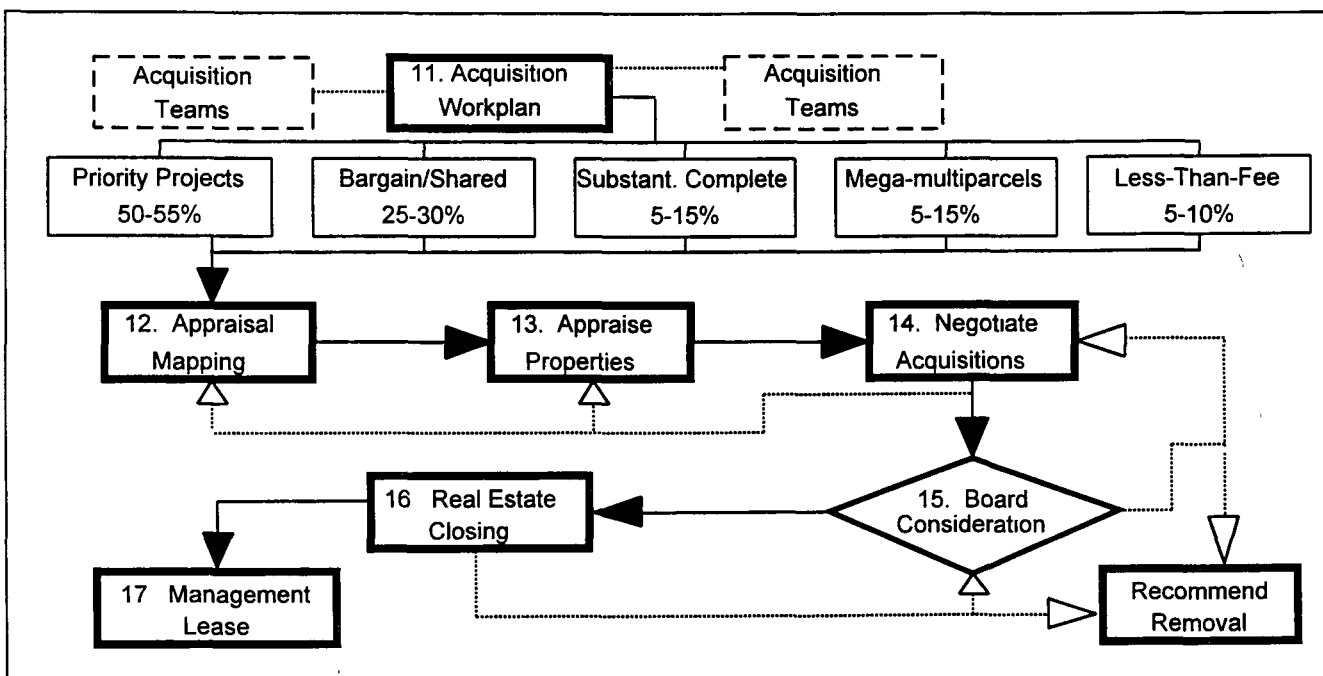 Acquisition
Teams
11. Acquisition
Workplan
Acquisition
Teams
Priority Projects
50-55%
Bargain/Shared
25-30%
Substant. Complete
5-15%
Mega-multiparcels
5-15%
Less-Than-Fee
5-10%
12. Appraisal
Mapping
13. Appraise
Properties
14. Negotiate
Acquisitions
15. Board
Consideration
16 Real Estate
Closing
17 Management
Lease
Recommend
Removal